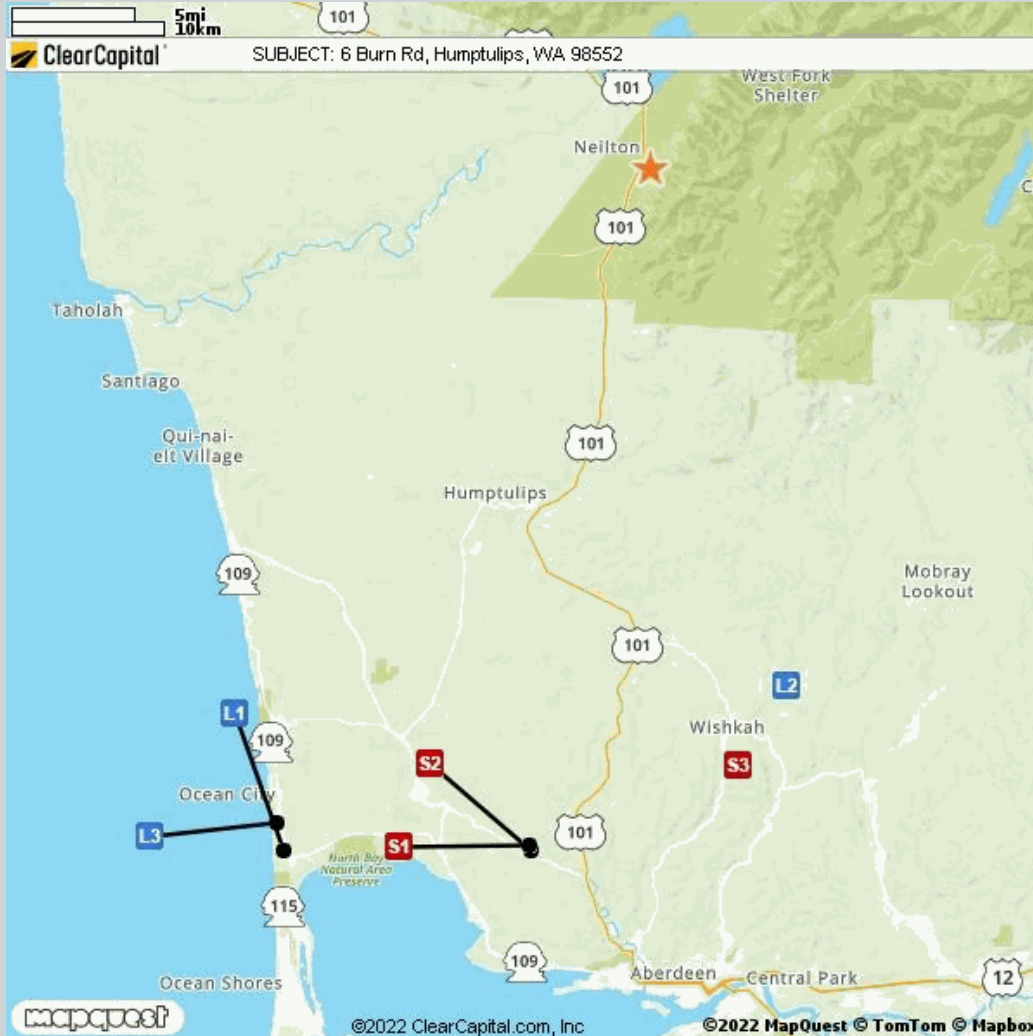 101
5mi
10km
ClearCapital
SUBJECT: 6 Burn Rd, Humptulips, WA 98552
West Fork
Shelter
101
Neilton
101
Taholah
Santiago
Qui-nai-
elt Village
101
Humptulips
109
Mobray
Lookout
101
L2
L1
Wishkah
109
S2
S3
Ocean City
L3
101
S1
North Bay
Natural Area
Preserve
115
109
Aberdeen
Central Park
12
Ocean Shores
mapquest
©2022 ClearCapital.com, Inc
©2022 MapQuest © TomTom © Mapbo